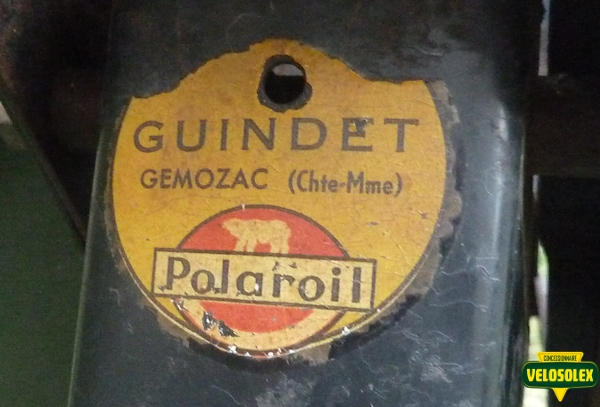 GUINDET
GEMOZAC (Chte-Mme)
Polaroil
CONCESSIONNAIRE
VELOSOLEX